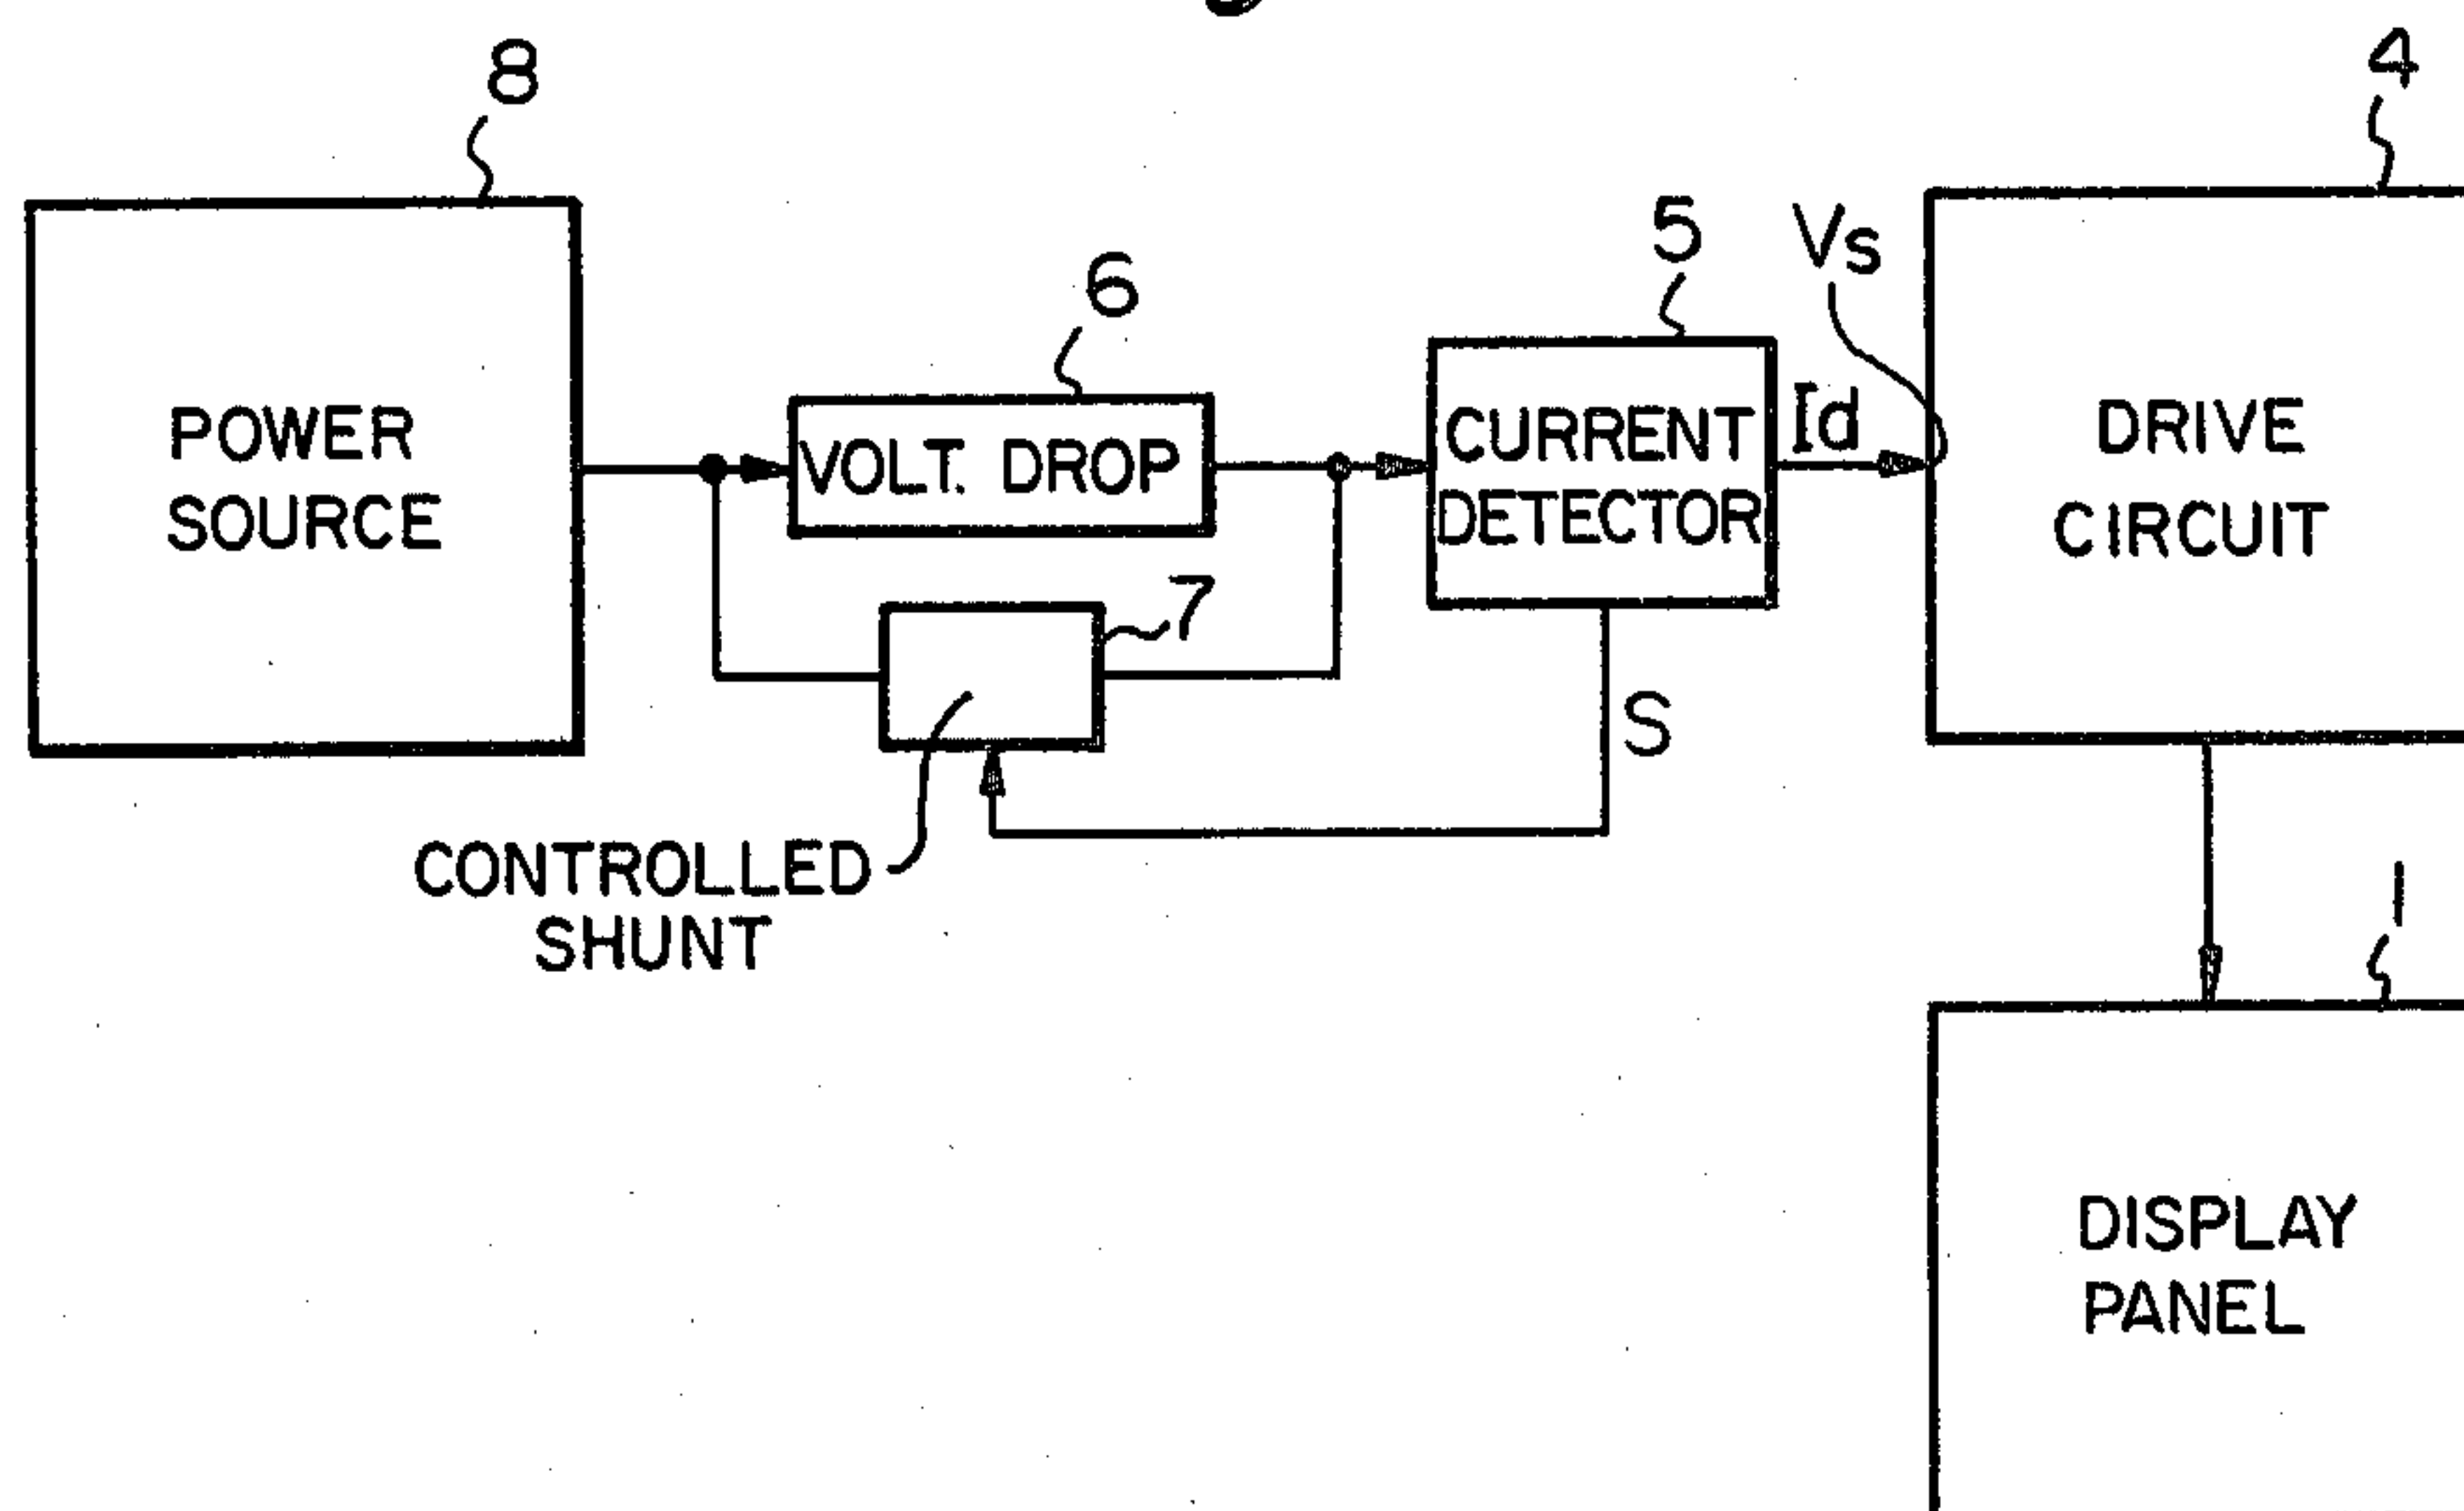 8
4
5
Vs
6
Id
POWER
SOURCE
VOLT. DROP
CURRENT
DETECTOR
DRIVE
CIRCUIT
7
S
CONTROLLED
SHUNT
1
DISPLAY
PANEL